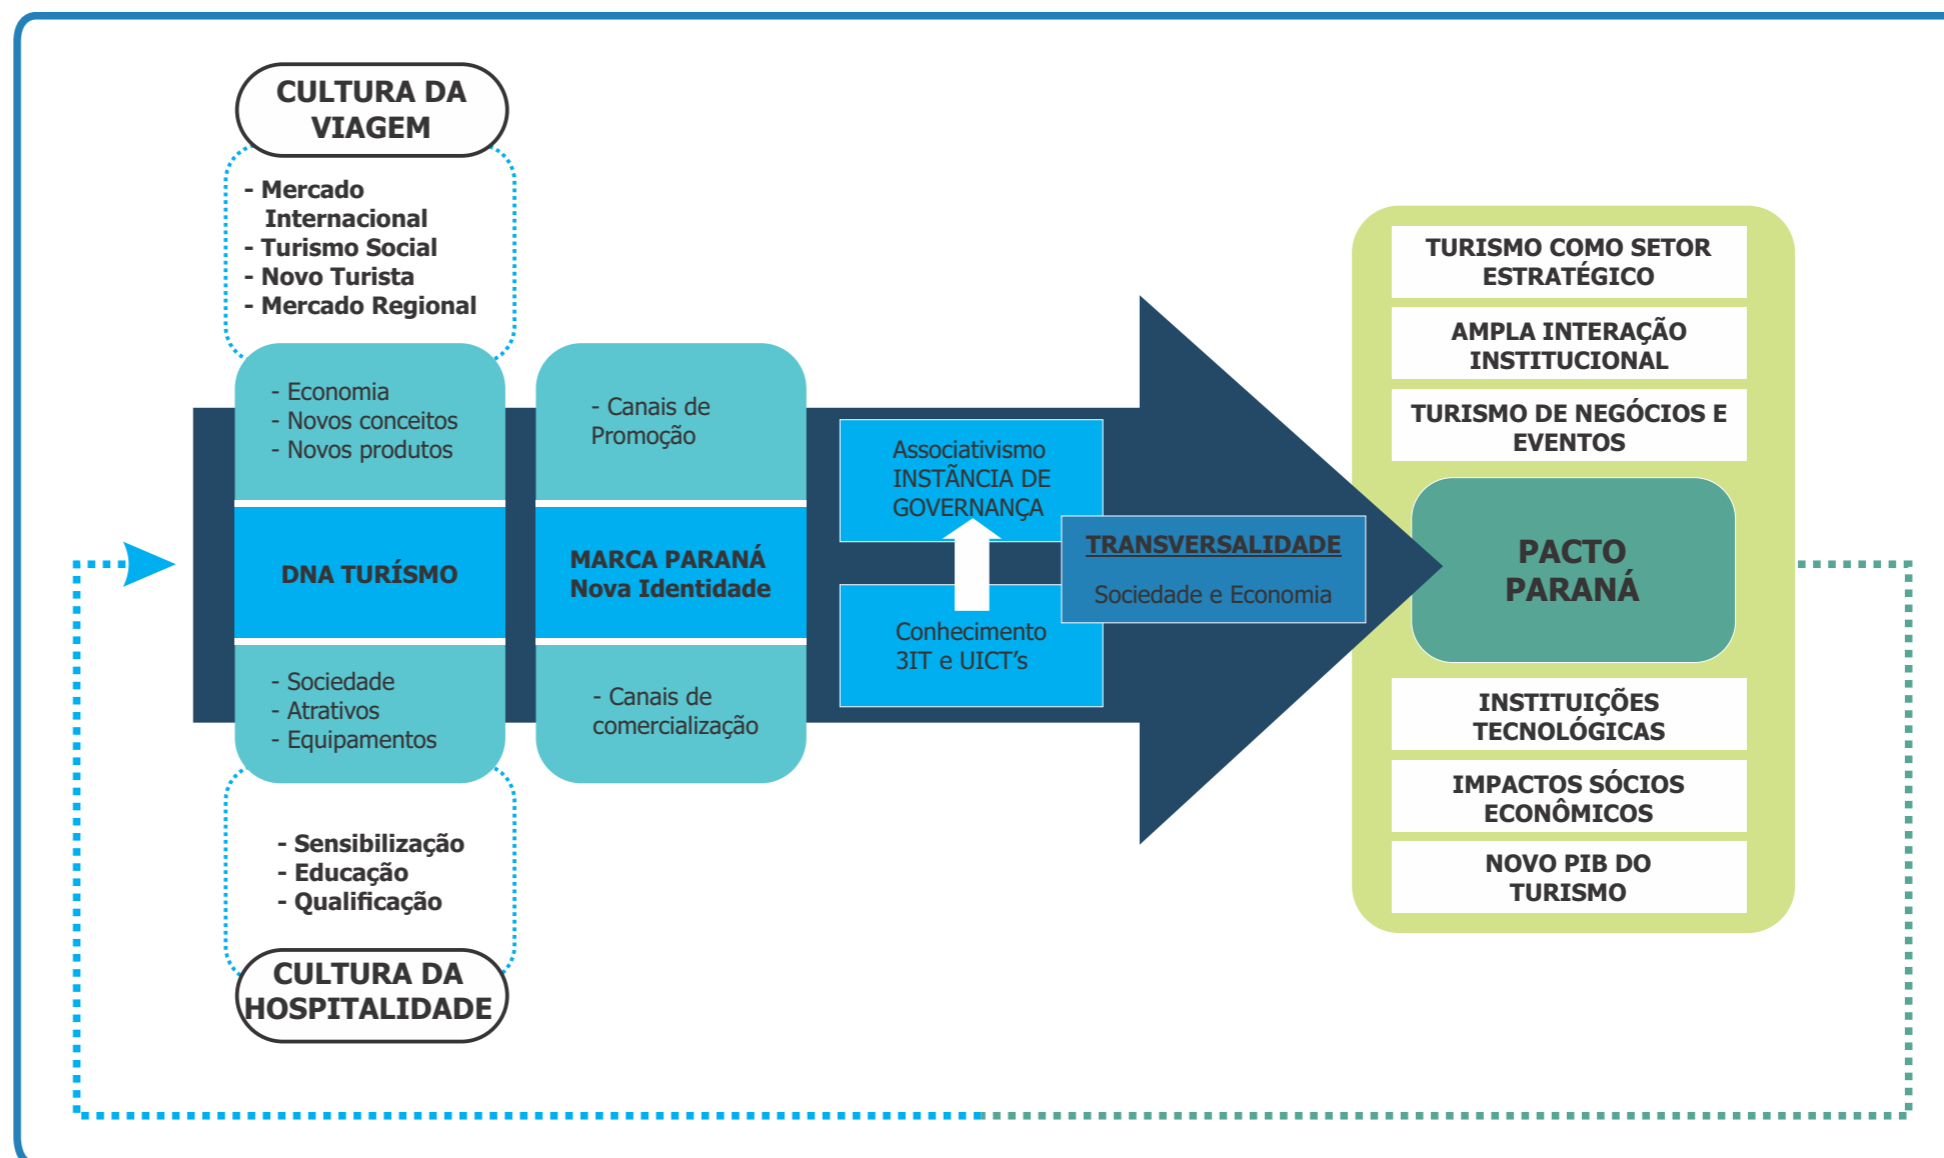 CULTURA DA
VIAGEM
- Mercado
Internacional
- Turismo Social
- Novo Turista
- Mercado Regional
- Economia
- Novos conceitos
- Novos produtos
DNA TURÍSMO
- Sociedade
- Atrativos
- Equipamentos
- Sensibilização
- Educação
- Qualificação
CULTURA DA
HOSPITALIDADE
- Canais de
Promoção
MARCA PARANÁ
Nova Identidade
- Canais de
comercialização
Associativismo
INSTÃNCIA DE
GOVERNANÇA
Conhecimento
3IT e UICT’s
TRANSVERSALIDADE
Sociedade e Economia
TURISMO COMO SETOR
ESTRATÉGICO
AMPLA INTERAÇÃO
INSTITUCIONAL
TURISMO DE NEGÓCIOS E
EVENTOS
PACTO
PARANÁ
INSTITUIÇÕES
TECNOLÓGICAS
IMPACTOS SÓCIOS
ECONÔMICOS
NOVO PIB DO
TURISMO